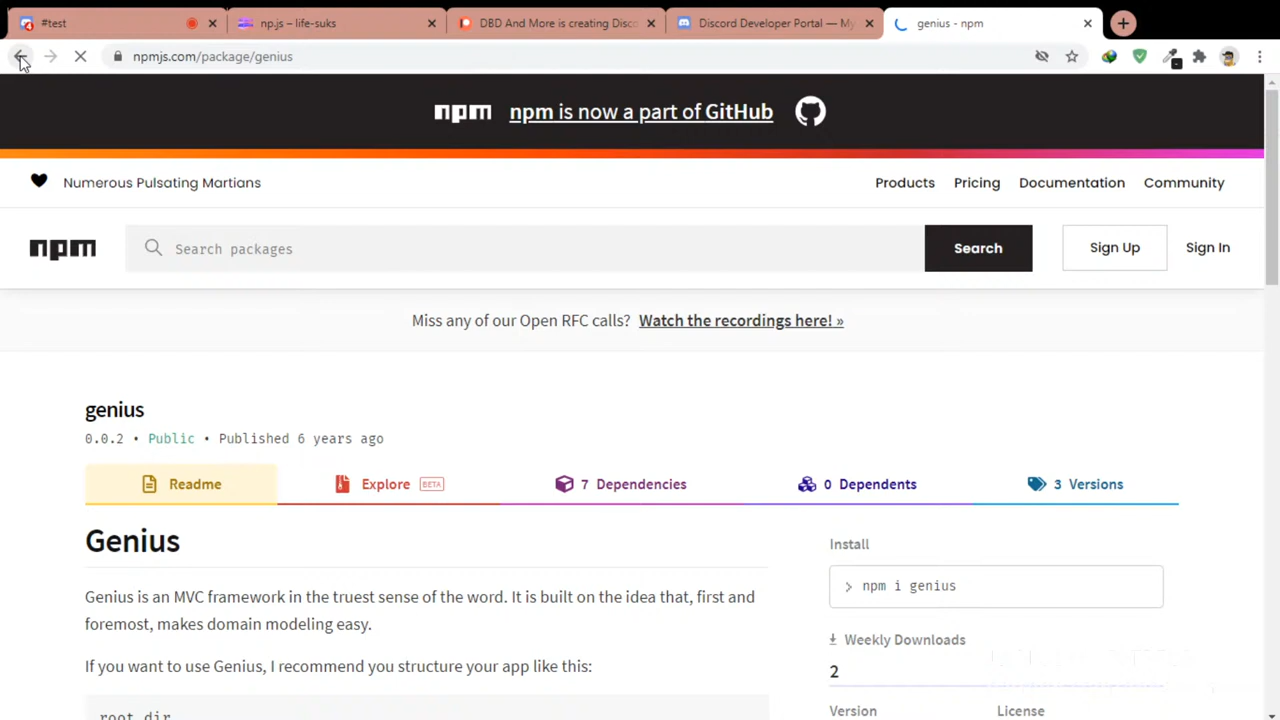 #test
np.js – life-suks
DBD And More is creating Disco
Discord Developer Portal — My
genius - npm
npmjs.com/package/genius
npm
npm is now a part of GitHub
Numerous Pulsating Martians
Products
Pricing
Documentation
Community
npm
Search packages
Search
Sign Up
Sign In
Miss any of our Open RFC calls? Watch the recordings here! »
genius
0.0.2 • Public • Published 6 years ago
Readme
Explore BETA
7 Dependencies
0 Dependents
3 Versions
Genius
Install
> npm i genius
Genius is an MVC framework in the truest sense of the word. It is built on the idea that, first and
foremost, makes domain modeling easy.
Weekly Downloads
2
If you want to use Genius, I recommend you structure your app like this:
root dir
Version
License